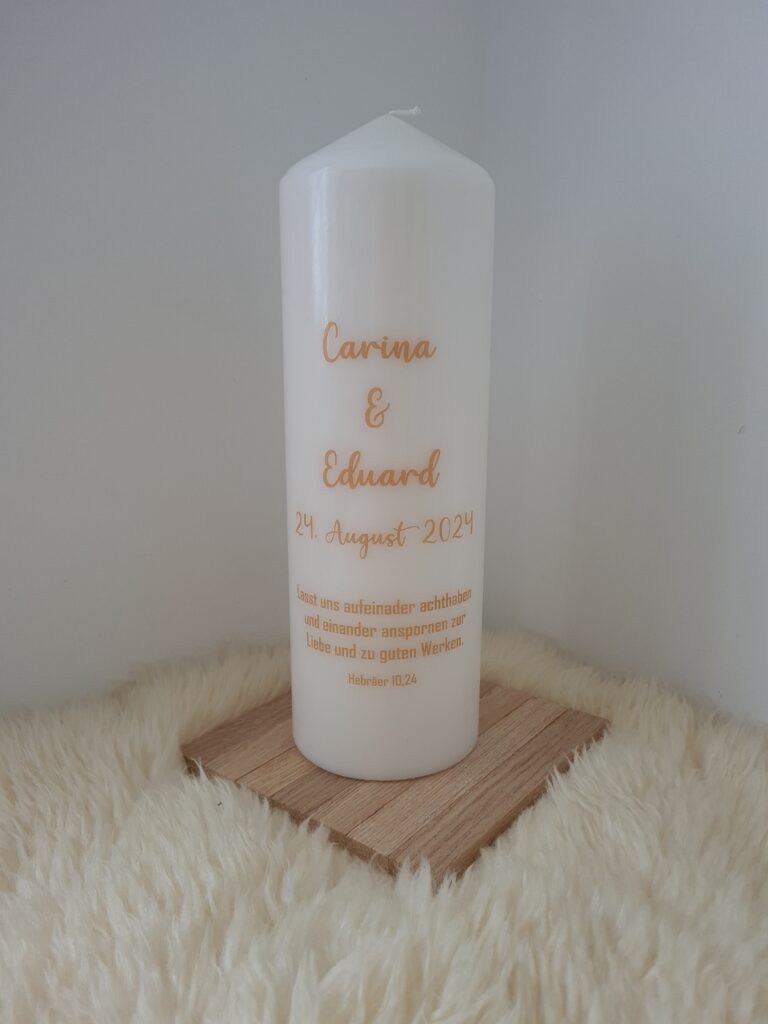 Carina
&
Eduard
24. August 2024
Lasst uns aufeinader achthaben
und einander anspornen zur
Liebe und zu guten Werken.
Hebräer 10,24